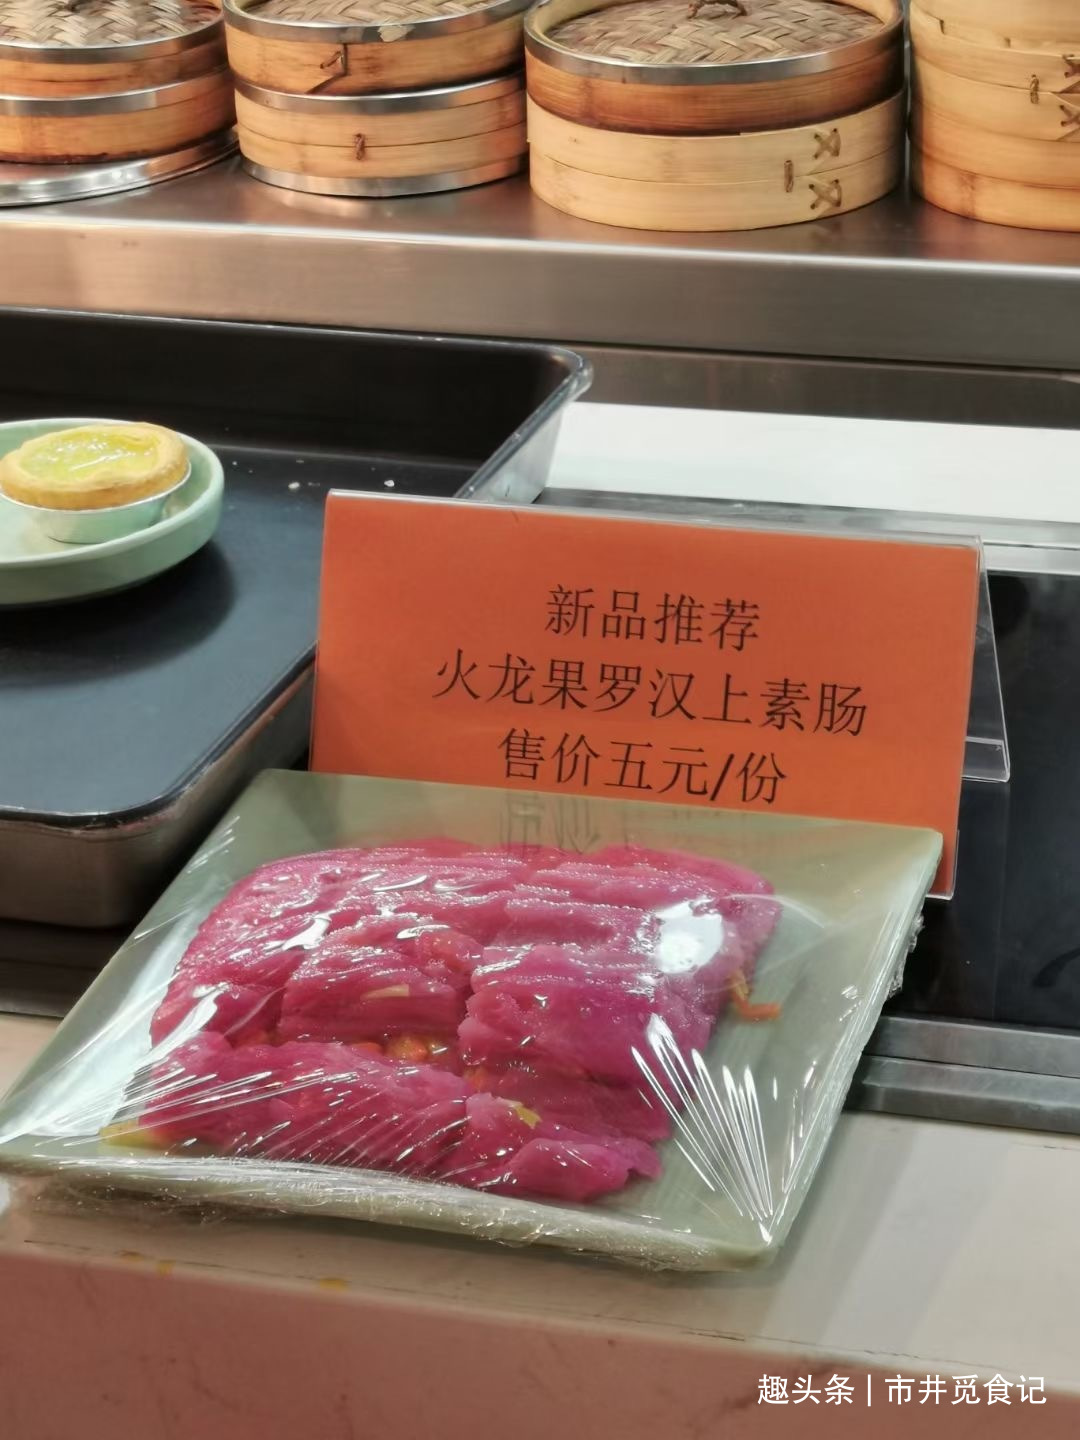 新品推荐
火龙果罗汉上素肠
售价五元/份
趣头条 | 市井觅食记